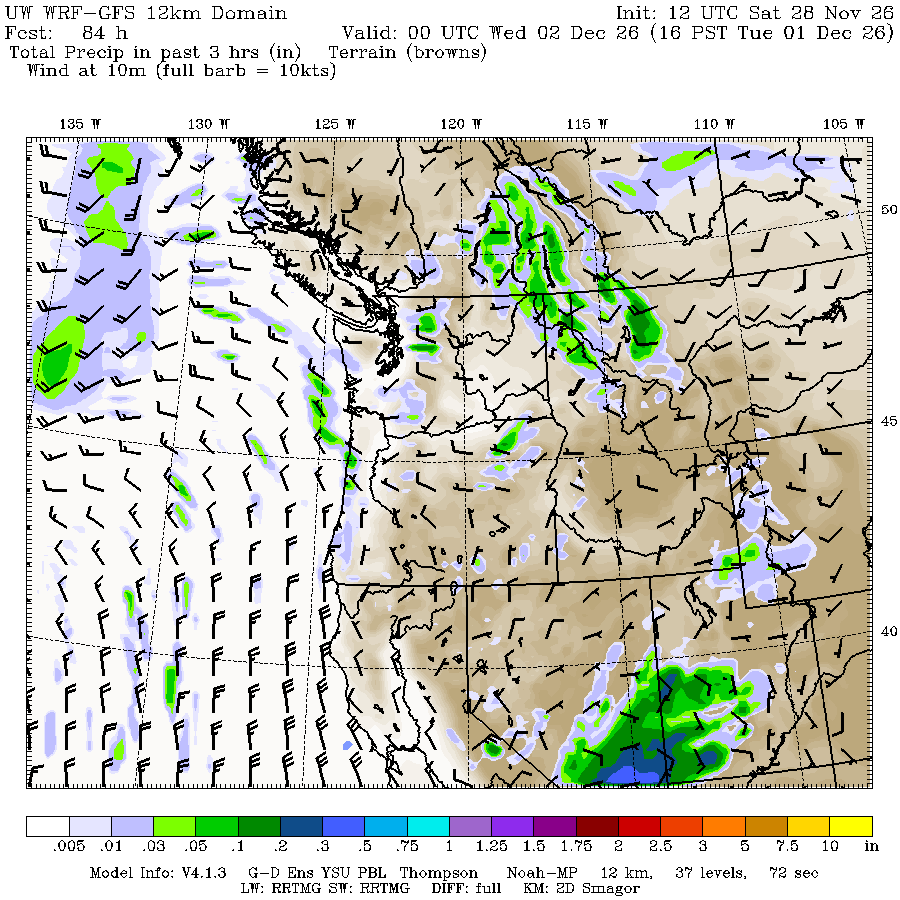 UW WRF-GFS 12km Domain Init: 12 UTC Sat 28 Nov 26
Fcst: 84 h Valid: 00 UTC Wed 02 Dec 26 (16 PST Tue 01 Dec 26)
Total Precip in past 3 hrs (in) Terrain (browns)
Wind at 10m (full barb = 10kts)
135 W 130 W 125 W 120 W 115 W 110 W 105 W
50
45
40
.005 .01 .03 .05 .1 .2 .3 .5 .75 1 1.25 1.5 1.75 2 2.5 3 5 7.5 10 in
Model Info: V4.1.3 G-D Ens YSU PBL Thompson Noah-MP 12 km, 37 levels, 72 sec
LW: RRTMG SW: RRTMG DIFF: full KM: 2D Smagor